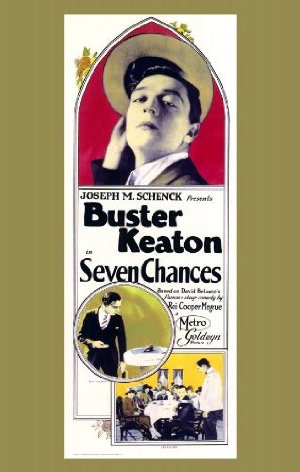 JOSEPH M. SCHENCK Presents
Buster
Keaton
in
Seven Chances
Based on David Belasco's
famous stage comedy by
Roi Cooper Megrue
A
Metro
Goldwyn
Picture